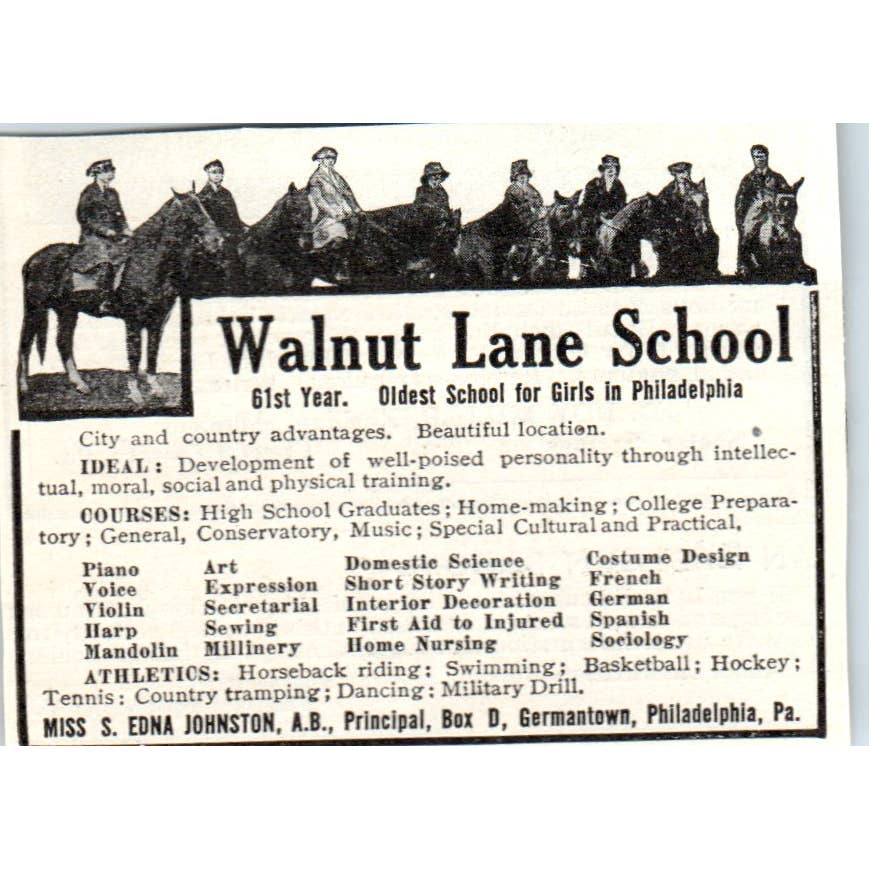 Walnut Lane School
61st Year. Oldest School for Girls in Philadelphia
City and country advantages. Beautiful location.
IDEAL: Development of well-poised personality through intellec-
tual, moral, social and physical training.
COURSES: High School Graduates; Home-making; College Prepara-
tory; General, Conservatory, Music; Special Cultural and Practical,
Piano Art Domestic Science Costume Design
Voice Expression Short Story Writing French
Violin Secretarial Interior Decoration German
Harp Sewing First Aid to Injured Spanish
Mandolin Millinery Home Nursing Sociology
ATHLETICS: Horseback riding; Swimming; Basketball; Hockey;
Tennis; Country tramping; Dancing; Military Drill.
MISS S. EDNA JOHNSTON, A.B., Principal, Box D, Germantown, Philadelphia, Pa.